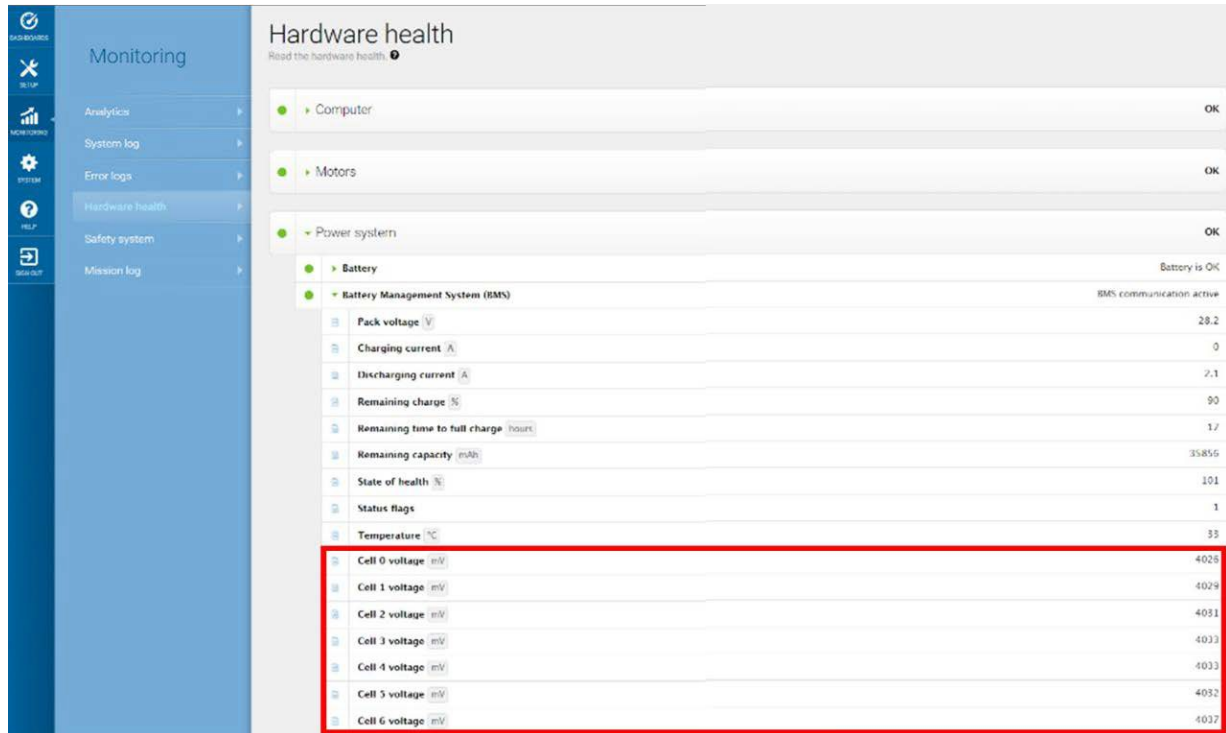 DASHBOARDS
SETUP
MONITORING
SYSTEM
HELP
SIGN OUT
Monitoring
Analytics
System log
Error logs
Hardware health
Safety system
Mission log
Hardware health
Read the hardware health. ?
Computer OK
Motors OK
Power system OK
Battery Battery is OK
Battery Management System (BMS) BMS communication active
Pack voltage V 28.2
Charging current A 0
Discharging current A 2.1
Remaining charge % 90
Remaining time to full charge hours 17
Remaining capacity mAh 35856
State of health % 101
Status flags 1
Temperature °C 33
Cell 0 voltage mV 4026
Cell 1 voltage mV 4029
Cell 2 voltage mV 4031
Cell 3 voltage mV 4033
Cell 4 voltage mV 4033
Cell 5 voltage mV 4032
Cell 6 voltage mV 4037